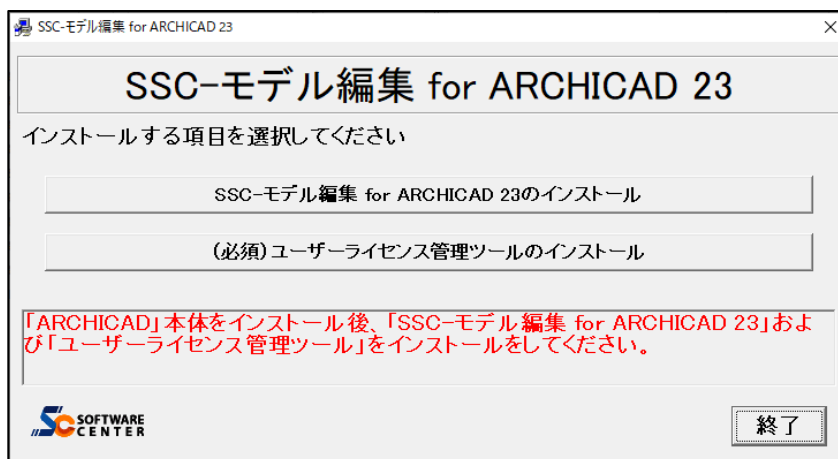 SSC-モデル編集 for ARCHICAD 23
SSC-モデル編集 for ARCHICAD 23
インストールする項目を選択してください
SSC-モデル編集 for ARCHICAD 23のインストール
(必須)ユーザーライセンス管理ツールのインストール
「ARCHICAD」本体をインストール後、「SSC-モデル編集 for ARCHICAD 23」およ
び「ユーザーライセンス管理ツール」をインストールをしてください。
SC SOFTWARE
CENTER
終了